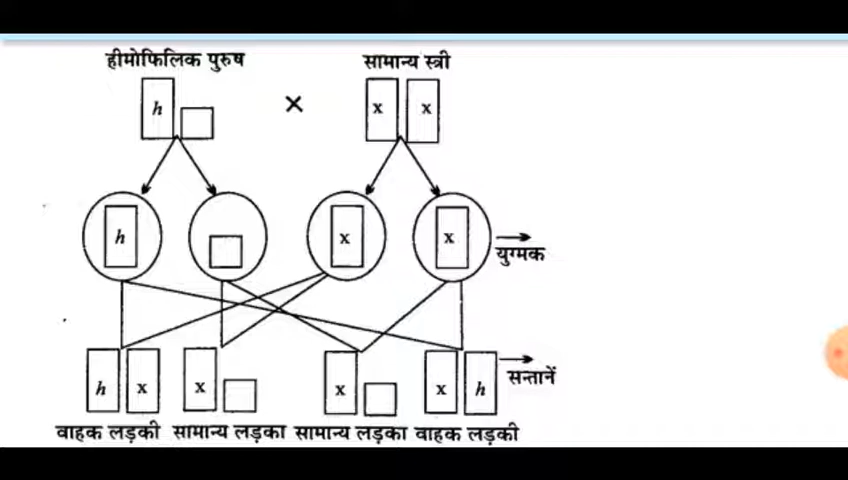 हीमोफिलिक पुरुष सामान्य स्त्री
h × x x
h x x
युग्मक
h x x x x h
सन्तानें
वाहक लड़की सामान्य लड़का सामान्य लड़का वाहक लड़की